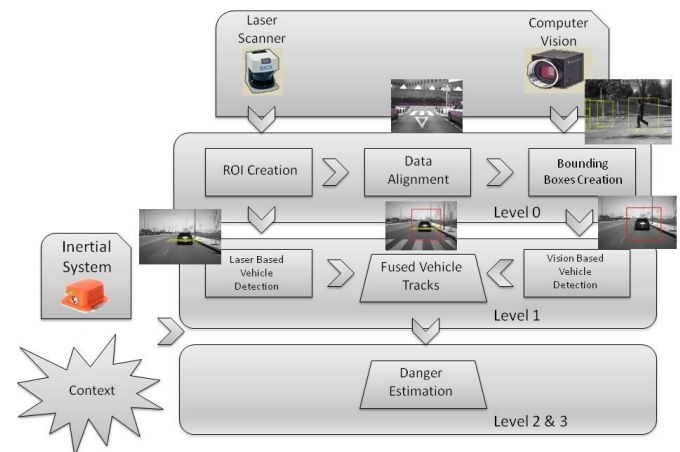 Laser
Scanner
Computer
Vision
SICK
ROI Creation
Data
Alignment
Bounding
Boxes Creation
Level 0
Inertial
System
Laser Based
Vehicle
Detection
Fused Vehicle
Tracks
Vision Based
Vehicle
Detection
Level 1
Context
Danger
Estimation
Level 2 & 3